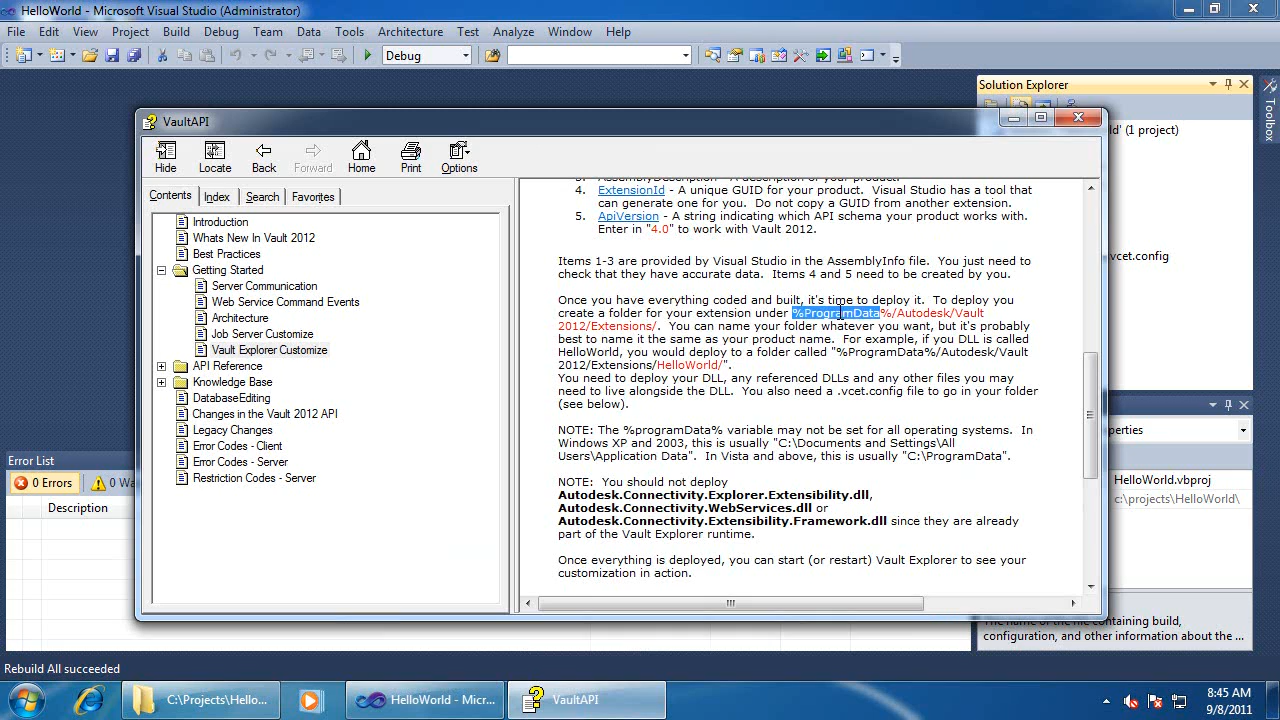 HelloWorld - Microsoft Visual Studio (Administrator)
File Edit View Project Build Debug Team Data Tools Architecture Test Analyze Window Help
Debug
Solution Explorer
Toolbox
ld' (1 project)
.vcet.config
VaultAPI
Hide Locate Back Forward Home Print Options
Contents Index Search Favorites
Introduction
Whats New In Vault 2012
Best Practices
Getting Started
Server Communication
Web Service Command Events
Architecture
Job Server Customize
Vault Explorer Customize
API Reference
Knowledge Base
DatabaseEditing
Changes in the Vault 2012 API
Legacy Changes
Error Codes - Client
Error Codes - Server
Restriction Codes - Server
3. AssemblyDescription - A description of your product.
4. ExtensionId - A unique GUID for your product. Visual Studio has a tool that
can generate one for you. Do not copy a GUID from another extension.
5. ApiVersion - A string indicating which API schema your product works with.
Enter in "4.0" to work with Vault 2012.
Items 1-3 are provided by Visual Studio in the AssemblyInfo file. You just need to
check that they have accurate data. Items 4 and 5 need to be created by you.
Once you have everything coded and built, it's time to deploy it. To deploy you
create a folder for your extension under %ProgramData%/Autodesk/Vault
2012/Extensions/. You can name your folder whatever you want, but it's probably
best to name it the same as your product name. For example, if you DLL is called
HelloWorld, you would deploy to a folder called "%ProgramData%/Autodesk/Vault
2012/Extensions/HelloWorld/".
You need to deploy your DLL, any referenced DLLs and any other files you may
need to live alongside the DLL. You also need a .vcet.config file to go in your folder
(see below).
NOTE: The %programData% variable may not be set for all operating systems. In
Windows XP and 2003, this is usually "C:\Documents and Settings\All
Users\Application Data". In Vista and above, this is usually "C:\ProgramData".
NOTE: You should not deploy
Autodesk.Connectivity.Explorer.Extensibility.dll,
Autodesk.Connectivity.WebServices.dll or
Autodesk.Connectivity.Extensibility.Framework.dll since they are already
part of the Vault Explorer runtime.
Once everything is deployed, you can start (or restart) Vault Explorer to see your
customization in action.
operties
HelloWorld.vbproj
c:\projects\HelloWorld\
The name of the file containing build,
configuration, and other information about the ...
Error List
0 Errors 0 Wa
Description
Rebuild All succeeded
C:\Projects\Hello... HelloWorld - Micr... VaultAPI
8:45 AM
9/8/2011